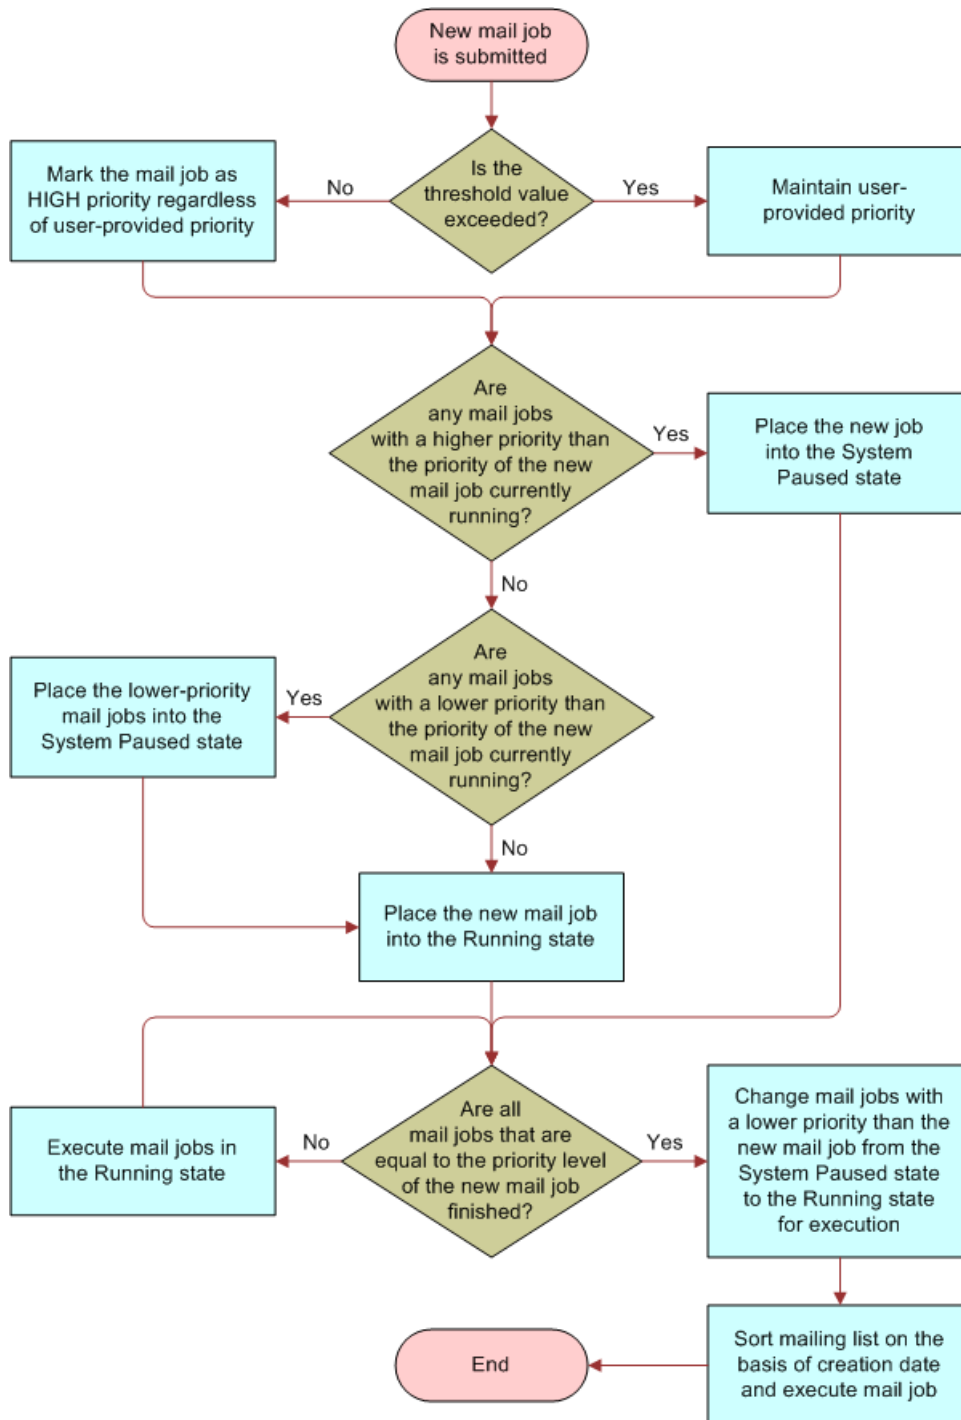 New mail job
is submitted
Is the
threshold value
exceeded?
No
Yes
Mark the mail job as
HIGH priority regardless
of user-provided priority
Maintain user-
provided priority
Are
any mail jobs
with a higher priority than
the priority of the new
mail job currently
running?
Yes
Place the new job
into the System
Paused state
No
Are
any mail jobs
with a lower priority than
the priority of the new
mail job currently
running?
Yes
Place the lower-priority
mail jobs into the
System Paused state
No
Place the new mail job
into the Running state
Are all
mail jobs that are
equal to the priority level
of the new mail job
finished?
No
Yes
Execute mail jobs in
the Running state
Change mail jobs with
a lower priority than the
new mail job from the
System Paused state
to the Running state
for execution
Sort mailing list on the
basis of creation date
and execute mail job
End